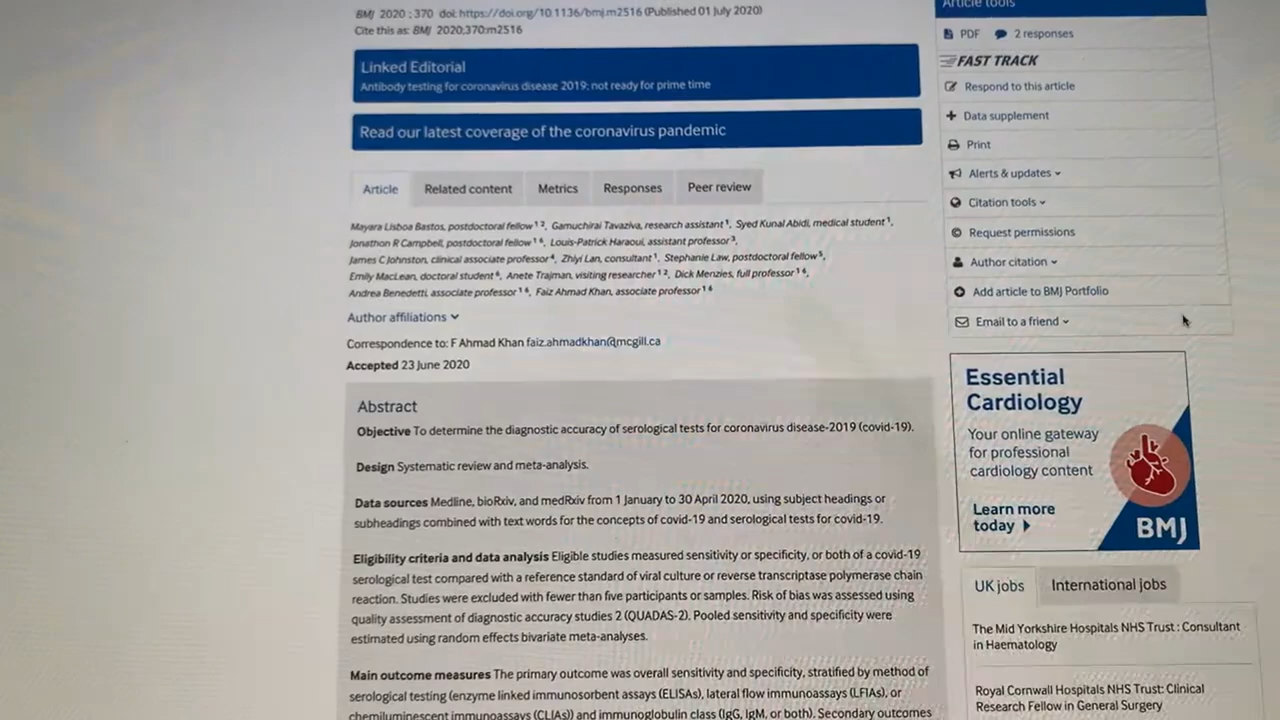 BMJ 2020 ; 370 doi: https://doi.org/10.1136/bmj.m2516 (Published 01 July 2020)
Cite this as: BMJ 2020;370:m2516
Linked Editorial
Antibody testing for coronavirus disease 2019: not ready for prime time
Read our latest coverage of the coronavirus pandemic
Article
Related content
Metrics
Responses
Peer review
Mayara Lisboa Bastos, postdoctoral fellow 1 2, Gamuchirai Tavaziva, research assistant 1, Syed Kunal Abidi, medical student 1,
Jonathon R Campbell, postdoctoral fellow 1 6, Louis-Patrick Haraoui, assistant professor 3,
James C Johnston, clinical associate professor 4, Zhiyi Lan, consultant 1, Stephanie Law, postdoctoral fellow 5,
Emily MacLean, doctoral student 6, Anete Trajman, visiting researcher 1 2, Dick Menzies, full professor 1 6,
Andrea Benedetti, associate professor 1 6, Faiz Ahmad Khan, associate professor 1 6
Author affiliations
Correspondence to: F Ahmad Khan faiz.ahmadkhan@mcgill.ca
Accepted 23 June 2020
Abstract
Objective To determine the diagnostic accuracy of serological tests for coronavirus disease-2019 (covid-19).
Design Systematic review and meta-analysis.
Data sources Medline, bioRxiv, and medRxiv from 1 January to 30 April 2020, using subject headings or
subheadings combined with text words for the concepts of covid-19 and serological tests for covid-19.
Eligibility criteria and data analysis Eligible studies measured sensitivity or specificity, or both of a covid-19
serological test compared with a reference standard of viral culture or reverse transcriptase polymerase chain
reaction. Studies were excluded with fewer than five participants or samples. Risk of bias was assessed using
quality assessment of diagnostic accuracy studies 2 (QUADAS-2). Pooled sensitivity and specificity were
estimated using random effects bivariate meta-analyses.
Main outcome measures The primary outcome was overall sensitivity and specificity, stratified by method of
serological testing (enzyme linked immunosorbent assays (ELISAs), lateral flow immunoassays (LFIAs), or
chemiluminescent immunoassays (CLIAs)) and immunoglobulin class (IgG, IgM, or both). Secondary outcomes
Article tools
PDF
2 responses
FAST TRACK
Respond to this article
Data supplement
Print
Alerts & updates
Citation tools
Request permissions
Author citation
Add article to BMJ Portfolio
Email to a friend
Essential
Cardiology
Your online gateway
for professional
cardiology content
Learn more
today
BMJ
UK jobs
International jobs
The Mid Yorkshire Hospitals NHS Trust : Consultant
in Haematology
Royal Cornwall Hospitals NHS Trust: Clinical
Research Fellow in General Surgery